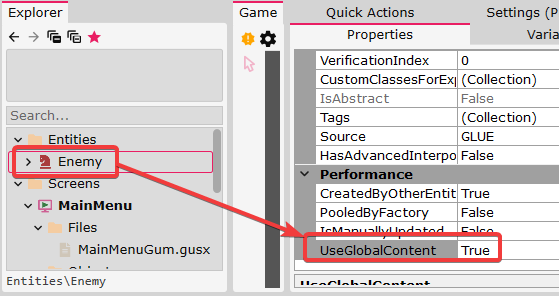 Explorer
Search...
Entities
Enemy
Screens
MainMenu
Files
MainMenuGum.gusx
Entities\Enemy
Game
Quick Actions
Settings (P
Properties
Varia
VerificationIndex 0
CustomClassesForExp (Collection)
IsAbstract False
Tags (Collection)
Source GLUE
HasAdvancedInterpo False
Performance
CreatedByOtherEntit True
PooledByFactory False
IsManuallyUpdated False
UseGlobalContent True
UseGlobalContent